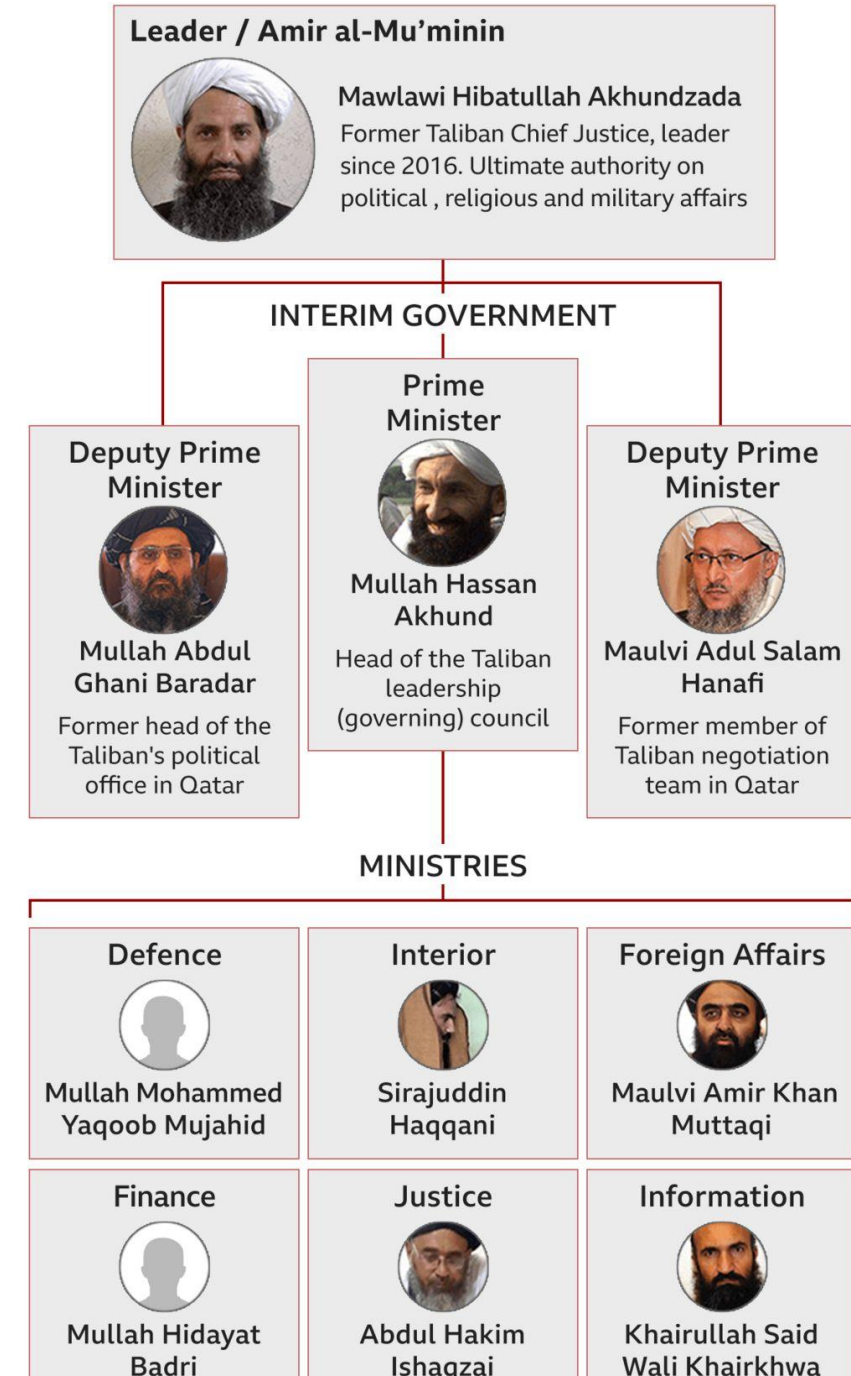 Leader / Amir al-Mu’minin
Mawlawi Hibatullah Akhundzada
Former Taliban Chief Justice, leader
since 2016. Ultimate authority on
political , religious and military affairs
INTERIM GOVERNMENT
Deputy Prime
Minister
Mullah Abdul
Ghani Baradar
Former head of the
Taliban's political
office in Qatar
Prime
Minister
Mullah Hassan
Akhund
Head of the Taliban
leadership
(governing) council
Deputy Prime
Minister
Maulvi Adul Salam
Hanafi
Former member of
Taliban negotiation
team in Qatar
MINISTRIES
Defence
Mullah Mohammed
Yaqoob Mujahid
Interior
Sirajuddin
Haqqani
Foreign Affairs
Maulvi Amir Khan
Muttaqi
Finance
Mullah Hidayat
Badri
Justice
Abdul Hakim
Ishaqzai
Information
Khairullah Said
Wali Khairkhwa